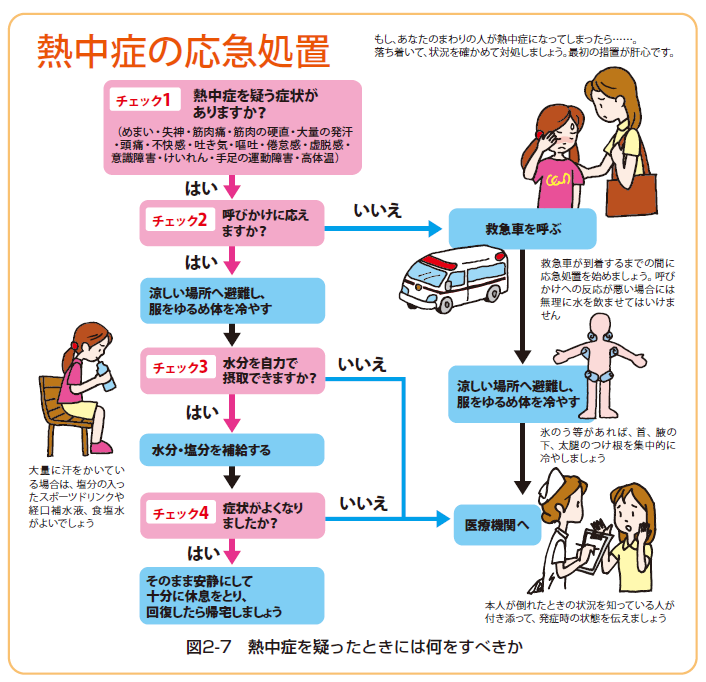 熱中症の応急処置
もし、あなたのまわりの人が熱中症になってしまったら……。
落ち着いて、状況を確かめて対処しましょう。最初の措置が肝心です。
チェック1
熱中症を疑う症状が
ありますか?
(めまい・失神・筋肉痛・筋肉の硬直・大量の発汗
・頭痛・不快感・吐き気・嘔吐・倦怠感・虚脱感・
意識障害・けいれん・手足の運動障害・高体温)
はい
チェック2
呼びかけに応え
ますか?
いいえ
救急車を呼ぶ
はい
救急車が到着するまでの間に
応急処置を始めましょう。呼び
かけへの反応が悪い場合には
無理に水を飲ませてはいけま
せん
涼しい場所へ避難し、
服をゆるめ体を冷やす
チェック3
水分を自力で
摂取できますか?
いいえ
涼しい場所へ避難し、
服をゆるめ体を冷やす
はい
氷のう等があれば、首、腋の
下、太腿のつけ根を集中的に
冷やしましょう
水分・塩分を補給する
大量に汗をかいてい
る場合は、塩分の入っ
たスポーツドリンクや
経口補水液、食塩水
がよいでしょう
チェック4
症状がよくなり
ましたか?
いいえ
医療機関へ
はい
そのまま安静にして
十分に休息をとり、
回復したら帰宅しましょう
本人が倒れたときの状況を知っている人が
付き添って、発症時の状態を伝えましょう
図2-7 熱中症を疑ったときには何をすべきか